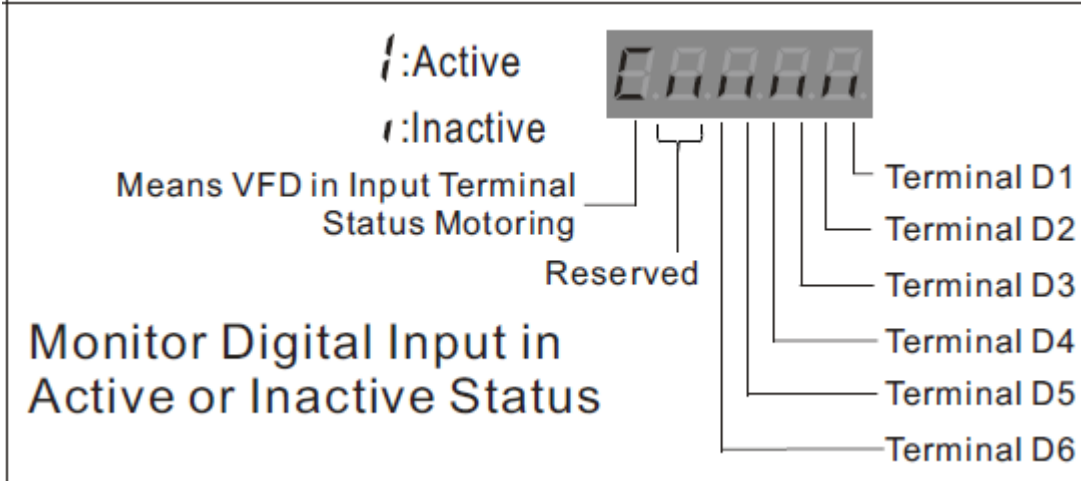 :Active
:Inactive
Means VFD in Input Terminal
Status Motoring
Reserved
Terminal D1
Terminal D2
Terminal D3
Terminal D4
Terminal D5
Terminal D6
Monitor Digital Input in
Active or Inactive Status